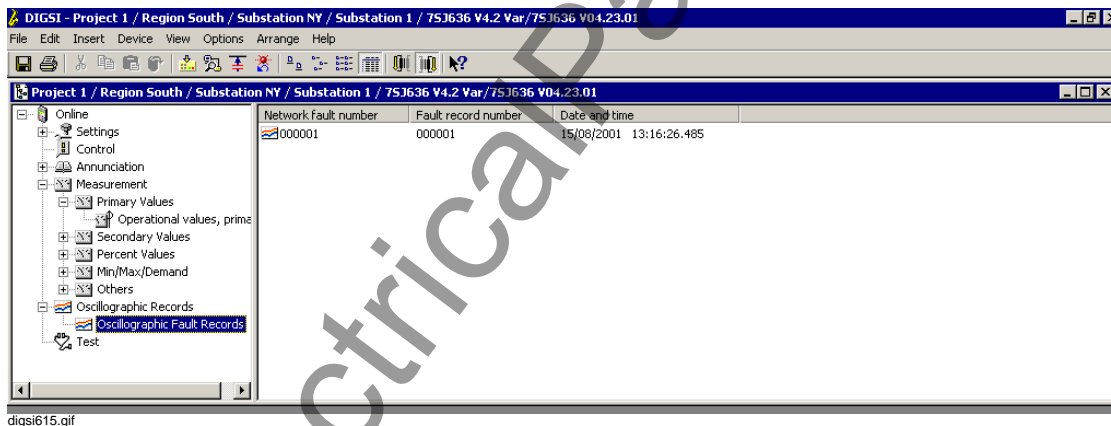 DIGSI - Project 1 / Region South / Substation NY / Substation 1 / 7SJ636 V4.2 Var/7SJ636 V04.23.01
File Edit Insert Device View Options Arrange Help
Project 1 / Region South / Substation NY / Substation 1 / 7SJ636 V4.2 Var/7SJ636 V04.23.01
Online
Settings
Control
Annunciation
Measurement
Primary Values
Operational values, prima
Secondary Values
Percent Values
Min/Max/Demand
Others
Oscillographic Records
Oscillographic Fault Records
Test
Network fault number Fault record number Date and time
000001 000001 15/08/2001 13:16:26.485
ctricalPa
digsi615.gif